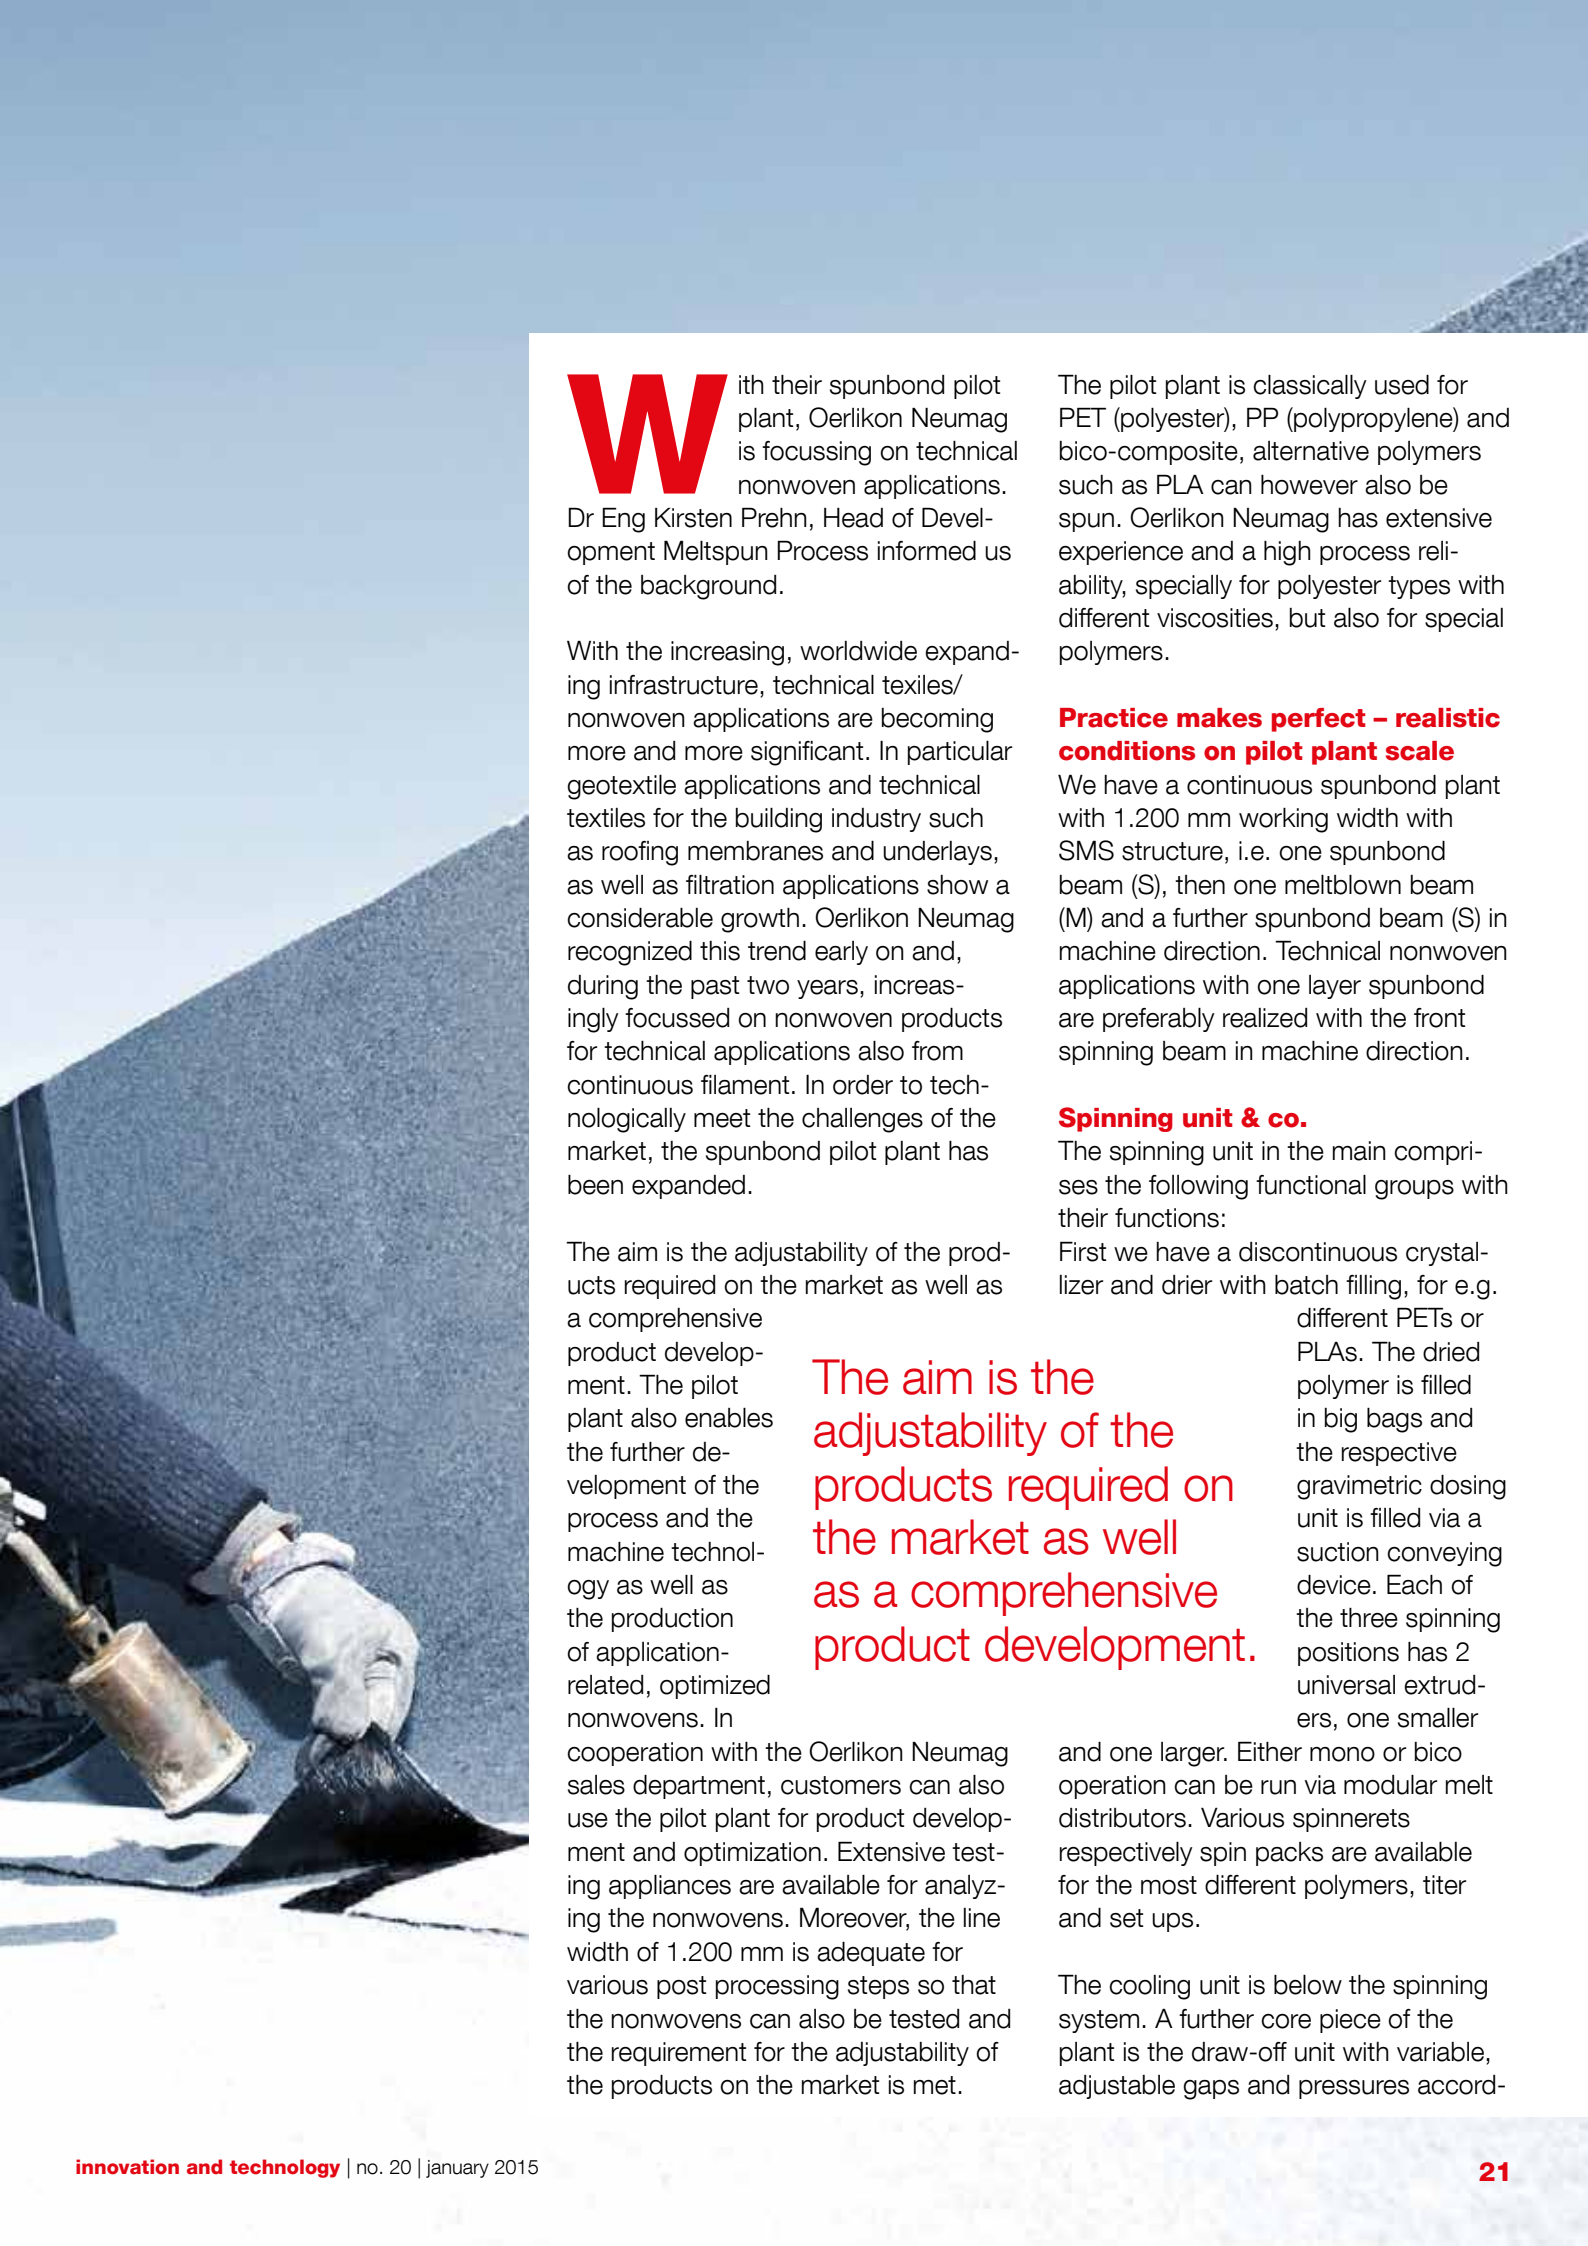 With their spunbond pilot
plant, Oerlikon Neumag
is focussing on technical
nonwoven applications.
Dr Eng Kirsten Prehn, Head of Devel-
opment Meltspun Process informed us
of the background.
With the increasing, worldwide expand-
ing infrastructure, technical texiles/
nonwoven applications are becoming
more and more significant. In particular
geotextile applications and technical
textiles for the building industry such
as roofing membranes and underlays,
as well as filtration applications show a
considerable growth. Oerlikon Neumag
recognized this trend early on and,
during the past two years, increas-
ingly focussed on nonwoven products
for technical applications also from
continuous filament. In order to tech-
nologically meet the challenges of the
market, the spunbond pilot plant has
been expanded.
The aim is the adjustability of the prod-
ucts required on the market as well as
a comprehensive
product develop-
ment. The pilot
plant also enables
the further de-
velopment of the
process and the
machine technol-
ogy as well as
the production
of application-
related, optimized
nonwovens. In
cooperation with the Oerlikon Neumag
sales department, customers can also
use the pilot plant for product develop-
ment and optimization. Extensive test-
ing appliances are available for analyz-
ing the nonwovens. Moreover, the line
width of 1.200 mm is adequate for
various post processing steps so that
the nonwovens can also be tested and
the requirement for the adjustability of
the products on the market is met.
The aim is the
adjustability of the
products required on
the market as well
as a comprehensive
product development.
The pilot plant is classically used for
PET (polyester), PP (polypropylene) and
bico-composite, alternative polymers
such as PLA can however also be
spun. Oerlikon Neumag has extensive
experience and a high process reli-
ability, specially for polyester types with
different viscosities, but also for special
polymers.
Practice makes perfect – realistic
conditions on pilot plant scale
We have a continuous spunbond plant
with 1.200 mm working width with
SMS structure, i.e. one spunbond
beam (S), then one meltblown beam
(M) and a further spunbond beam (S) in
machine direction. Technical nonwoven
applications with one layer spunbond
are preferably realized with the front
spinning beam in machine direction.
Spinning unit & co.
The spinning unit in the main compri-
ses the following functional groups with
their functions:
First we have a discontinuous crystal-
lizer and drier with batch filling, for e.g.
different PETs or
PLAs. The dried
polymer is filled
in big bags and
the respective
gravimetric dosing
unit is filled via a
suction conveying
device. Each of
the three spinning
positions has 2
universal extrud-
ers, one smaller
and one larger. Either mono or bico
operation can be run via modular melt
distributors. Various spinnerets
respectively spin packs are available
for the most different polymers, titer
and set ups.
The cooling unit is below the spinning
system. A further core piece of the
plant is the draw-off unit with variable,
adjustable gaps and pressures accord-
innovation and technology | no. 20 | january 2015
21